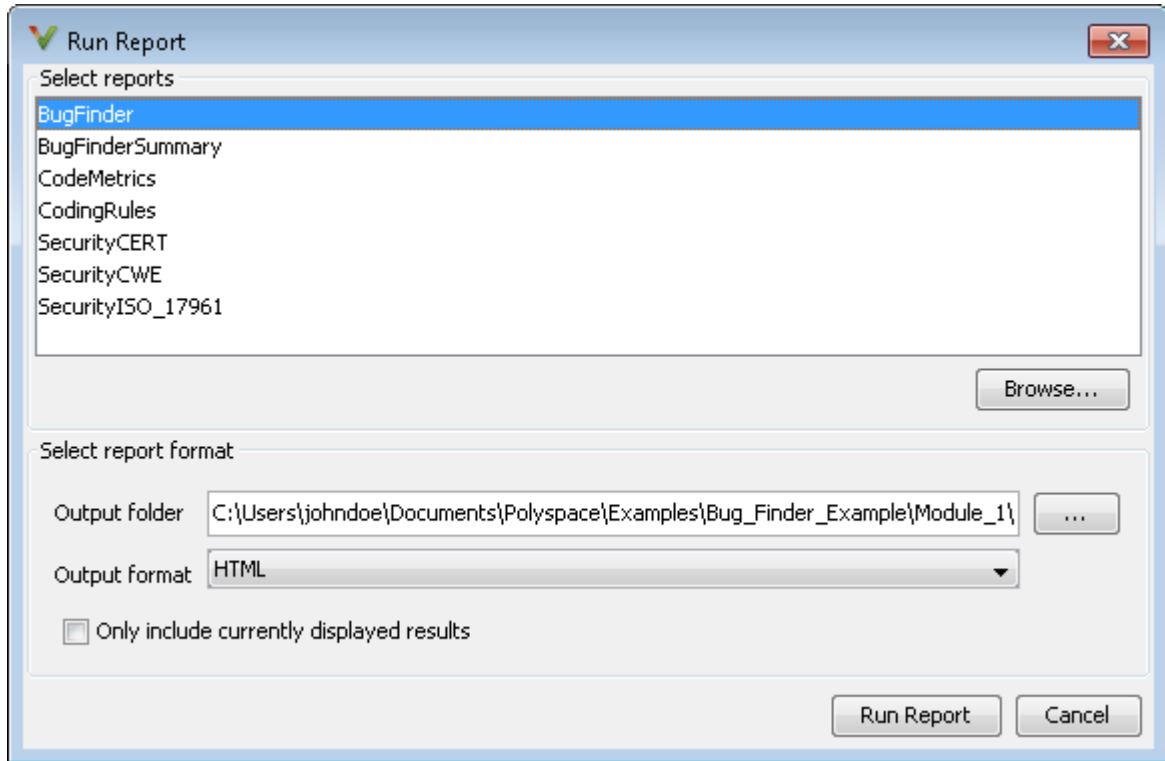 Run Report
Select reports
BugFinder
BugFinderSummary
CodeMetrics
CodingRules
SecurityCERT
SecurityCWE
SecurityISO_17961
Browse...
Select report format
Output folder C:\Users\johndoe\Documents\Polyspace\Examples\Bug_Finder_Example\Module_1\ ...
Output format HTML
Only include currently displayed results
Run Report Cancel